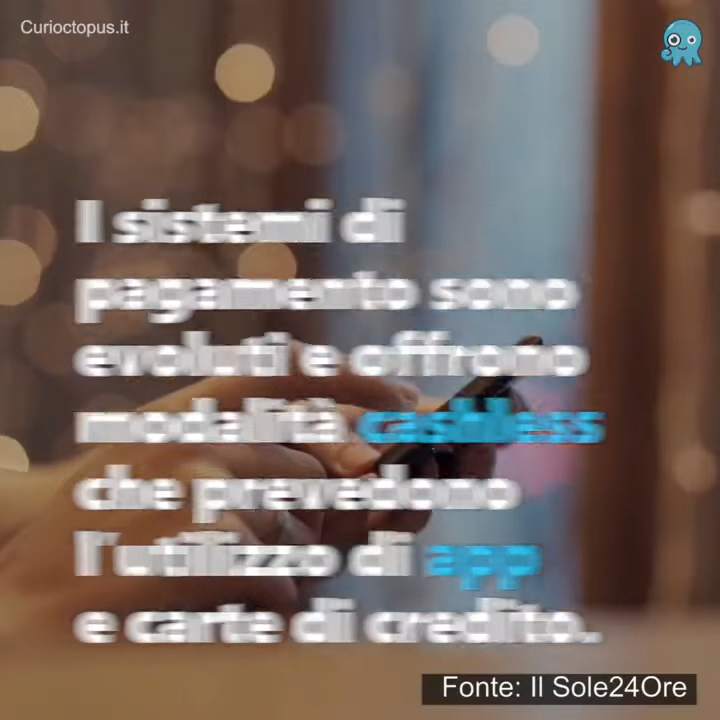 Curioctopus.it
I sistemi di
pagamento sono
evoluti e offrono
modalità cashless
che prevedono
l'utilizzo di app
e carte di credito.
Fonte: Il Sole24Ore